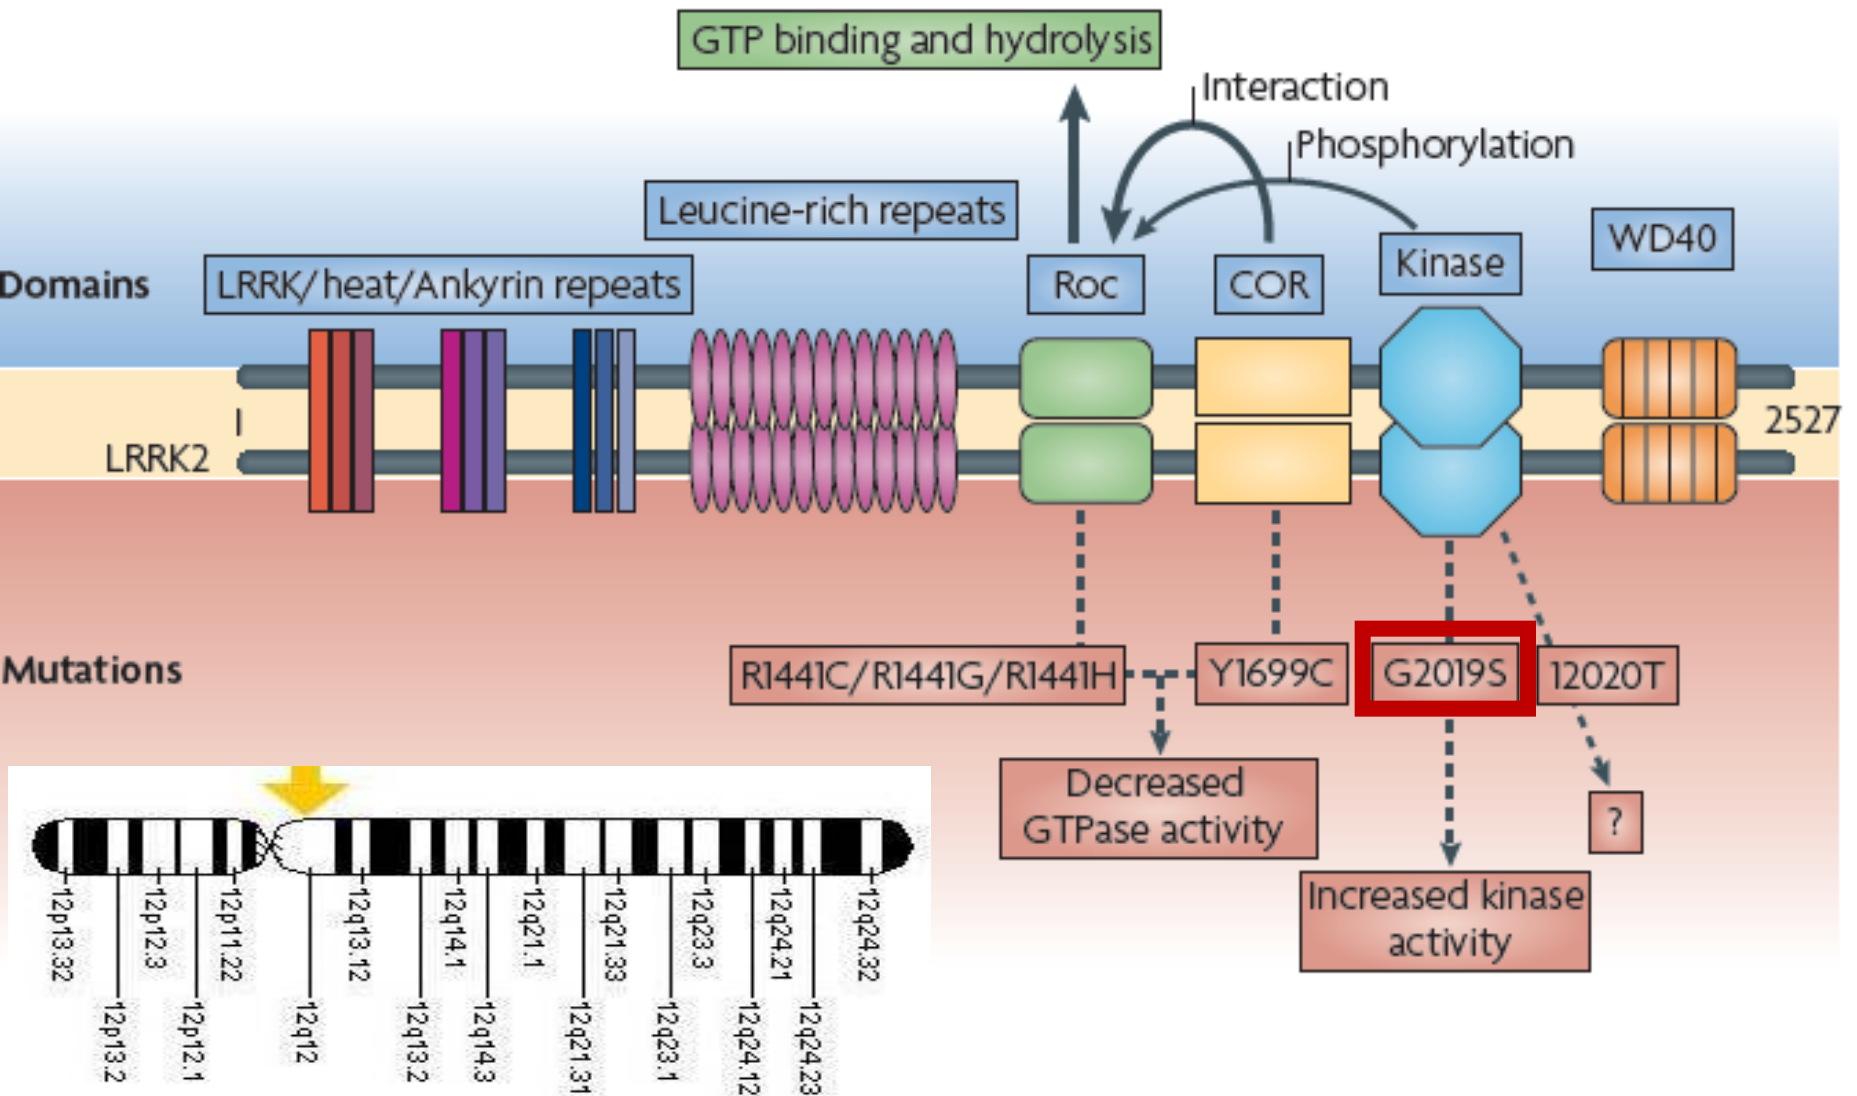 GTP binding and hydrolysis
Interaction
Phosphorylation
Leucine-rich repeats
WD40
Domains
LRRK/heat/Ankyrin repeats
Roc
COR
Kinase
2527
LRRK2
Mutations
R1441C/R1441G/R1441H
Y1699C
G2019S
12020T
Decreased
GTPase activity
?
Increased kinase
activity
12p13.32
12p13.2
12p12.3
12p12.1
12p11.22
12q12
12q13.12
12q13.2
12q14.1
12q14.3
12q21.1
12q21.31
12q21.33
12q23.1
12q23.3
12q24.12
12q24.21
12q24.23
12q24.32